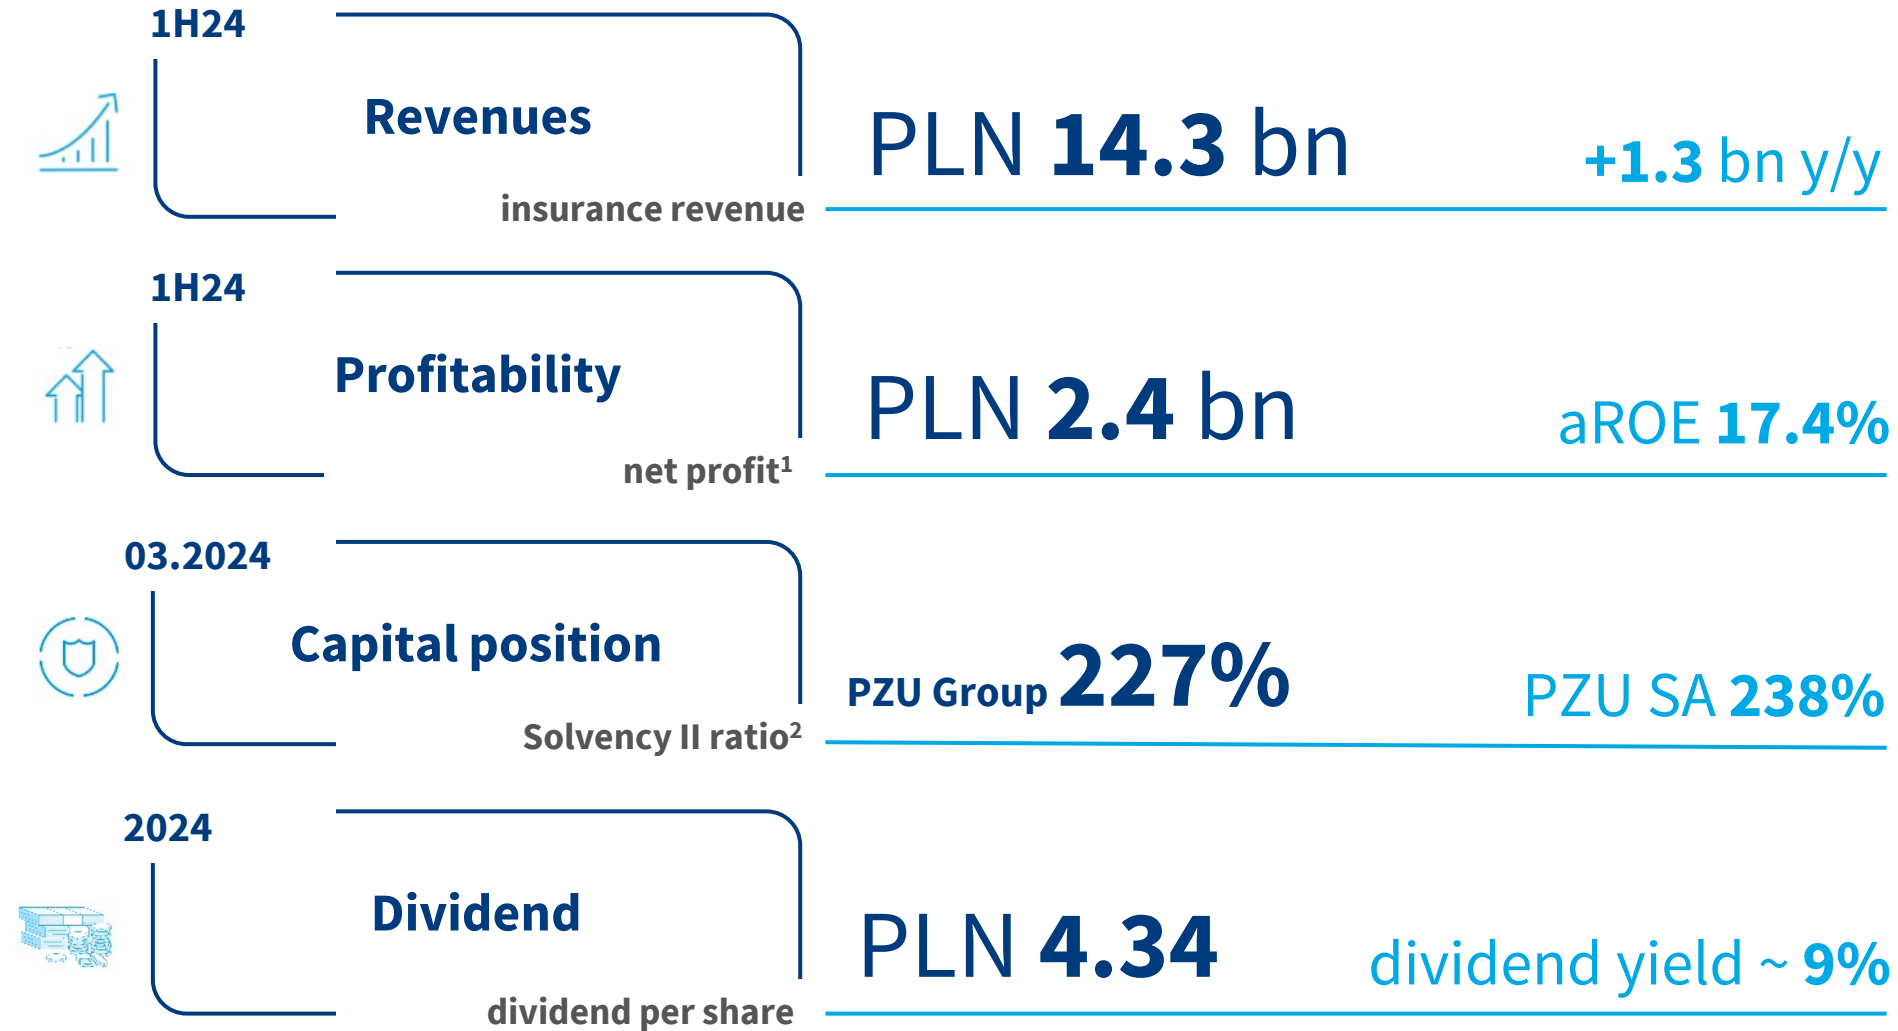 1H24
Revenues
insurance revenue
PLN 14.3 bn
+1.3 bn y/y
1H24
Profitability
net profit¹
PLN 2.4 bn
aROE 17.4%
03.2024
Capital position
Solvency II ratio²
PZU Group 227%
PZU SA 238%
2024
Dividend
dividend per share
PLN 4.34
dividend yield ~ 9%